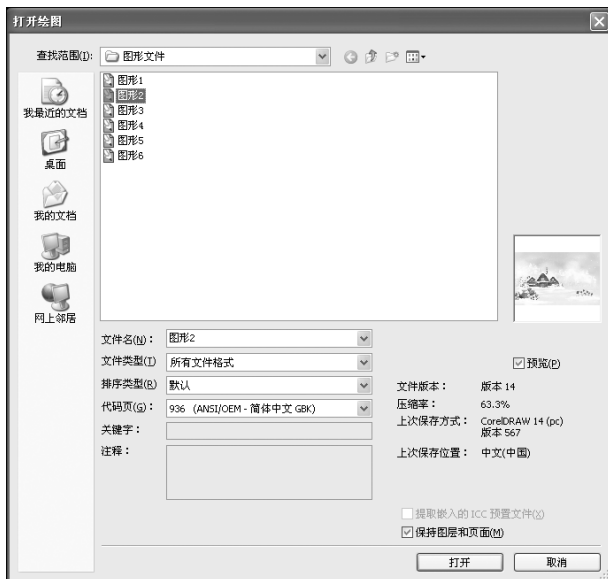 打开绘图
查找范围(I):
图形文件
我最近的文档
桌面
我的文档
我的电脑
网上邻居
图形1
图形2
图形3
图形4
图形5
图形6
文件名(N):
图形2
文件类型(T)
所有文件格式
排序类型(R)
默认
代码页(G):
936 (ANSI/OEM - 简体中文 GBK)
关键字:
注释:
预览(P)
文件版本: 版本 14
压缩率: 63.3%
上次保存方式: CorelDRAW 14 (pc)
版本 567
上次保存位置: 中文(中国)
提取嵌入的 ICC 预置文件(X)
保持图层和页面(M)
打开
取消